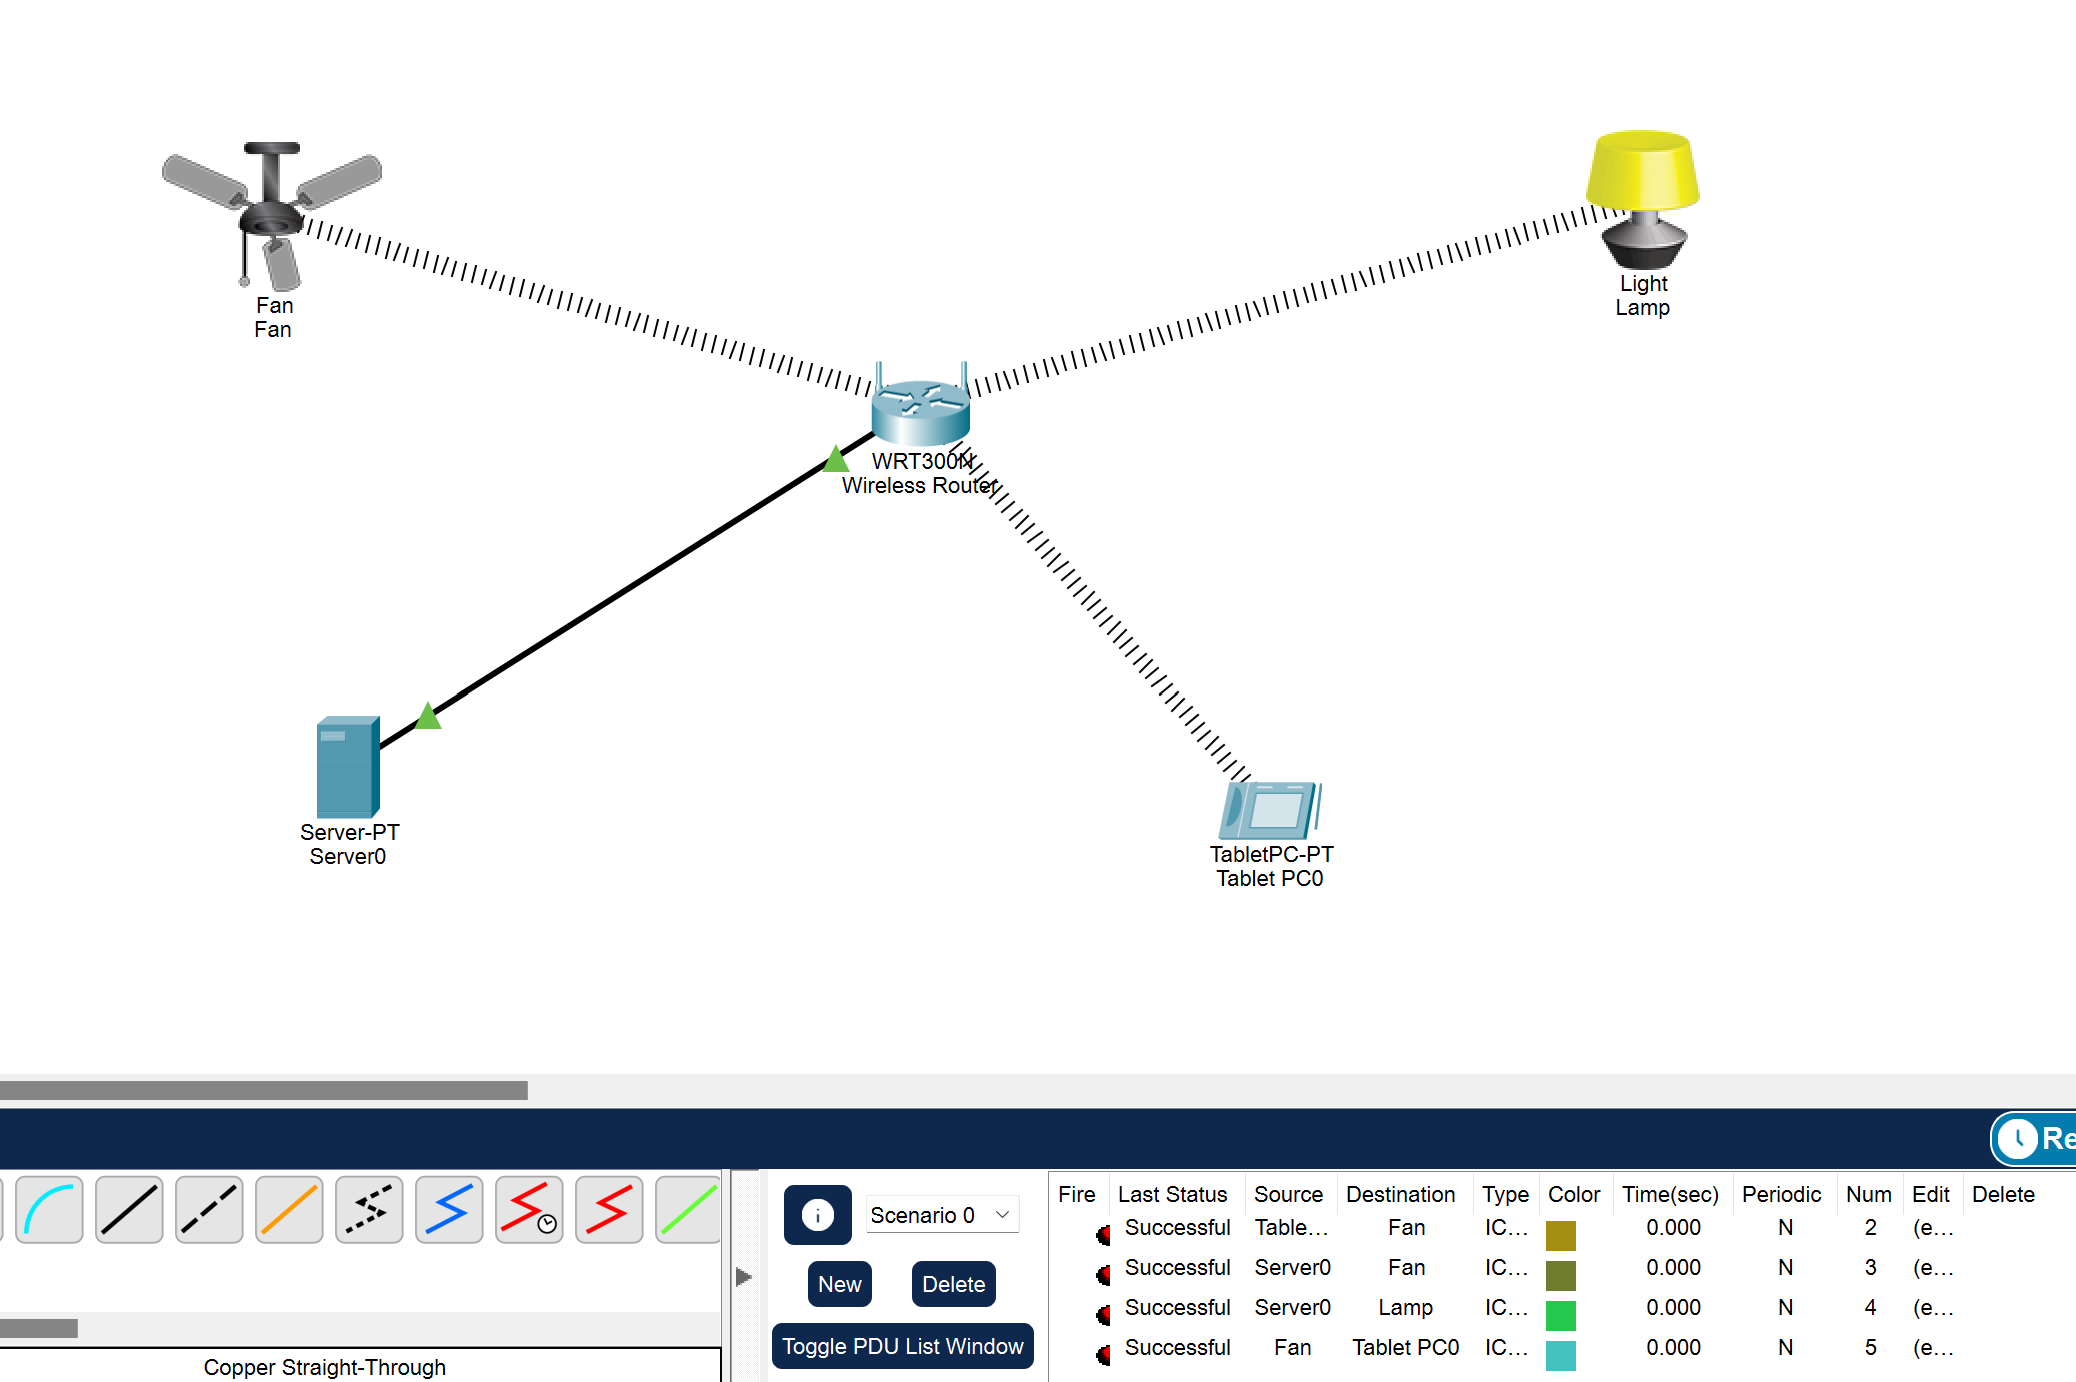 Fan
Fan
Light
Lamp
WRT300N
Wireless Router
Server-PT
Server0
TabletPC-PT
Tablet PC0
Re
Scenario 0
New
Delete
Toggle PDU List Window
Copper Straight-Through
Fire Last Status Source Destination Type Color Time(sec) Periodic Num Edit Delete
Successful Table... Fan IC... 0.000 N 2 (e...
Successful Server0 Fan IC... 0.000 N 3 (e...
Successful Server0 Lamp IC... 0.000 N 4 (e...
Successful Fan Tablet PC0 IC... 0.000 N 5 (e...